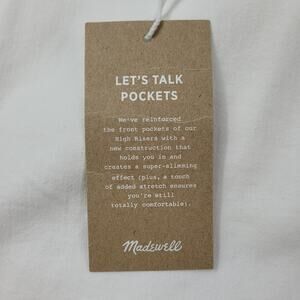 LET'S TALK
POCKETS
We've reinforced
the front pockets of our
High Risers with a
new construction that
holds you in and
creates a super-slimming
effect (plus, a touch
of added stretch ensures
you're still
totally comfortable).
Madewell